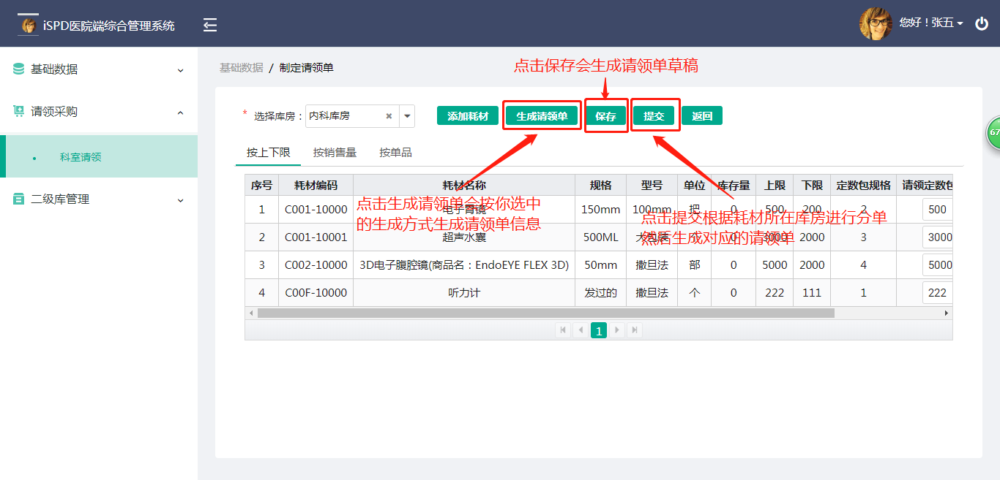 iSPD医院端综合管理系统
您好！张五
基础数据
请领采购
科室请领
二级库管理
基础数据 / 制定请领单
点击保存会生成请领单草稿
* 选择库房： 内科库房 × 添加耗材 生成请领单 保存 提交 返回
67
按上下限 按销售量 按单品
序号 耗材编码 耗材名称 规格 型号 单位 库存量 上限 下限 定数包规格 请领定数包
1 C001-10000 电子胃镜 150mm 100mm 把 0 500 200 2 500
点击生成请领单会按你选中
的生成方式生成请领单信息
点击提交根据耗材所在库房进行分单
然后生成对应的请领单
2 C001-10001 超声水囊 500ML 大包装 个 0 3000 2000 3 3000
3 C002-10000 3D电子腹腔镜(商品名：EndoEYE FLEX 3D) 50mm 撒旦法 部 0 5000 2000 4 5000
4 C00F-10000 听力计 发过的 撒旦法 个 0 222 111 1 222
1